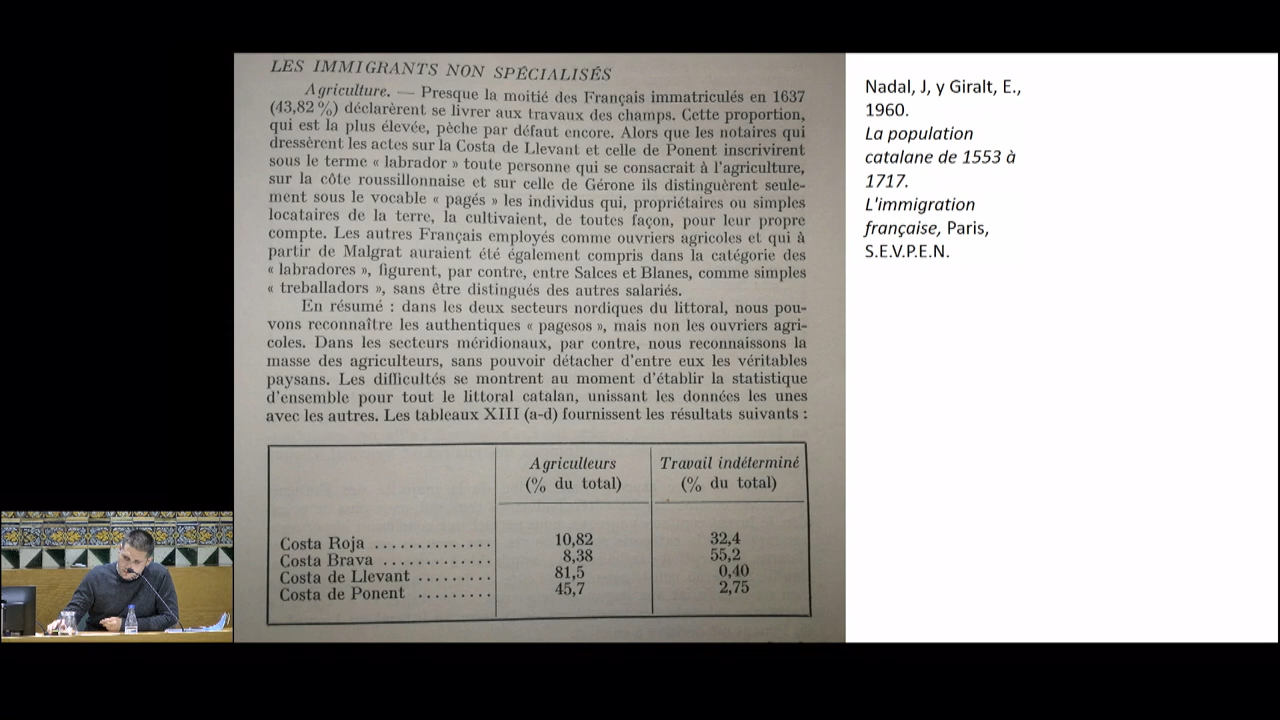 LES IMMIGRANTS NON SPÉCIALISÉS
Agriculture. — Presque la moitié des Français immatriculés en 1637
(43,82 %) déclarèrent se livrer aux travaux des champs. Cette proportion,
qui est la plus élevée, pèche par défaut encore. Alors que les notaires qui
dressèrent les actes sur la Costa de Llevant et celle de Ponent inscrivirent
sous le terme « labrador » toute personne qui se consacrait à l'agriculture,
sur la côte roussillonnaise et sur celle de Gérone ils distinguèrent seule-
ment sous le vocable « pagés » les individus qui, propriétaires ou simples
locataires de la terre, la cultivaient, de toutes façon, pour leur propre
compte. Les autres Français employés comme ouvriers agricoles et qui à
partir de Malgrat auraient été également compris dans la catégorie des
« labradores », figurent, par contre, entre Salces et Blanes, comme simples
« treballadors », sans être distingués des autres salariés.
En résumé : dans les deux secteurs nordiques du littoral, nous pou-
vons reconnaître les authentiques « pagesos », mais non les ouvriers agri-
coles. Dans les secteurs méridionaux, par contre, nous reconnaissons la
masse des agriculteurs, sans pouvoir détacher d'entre eux les véritables
paysans. Les difficultés se montrent au moment d'établir la statistique
d'ensemble pour tout le littoral catalan, unissant les données les unes
avec les autres. Les tableaux XIII (a-d) fournissent les résultats suivants :
Agriculteurs Travail indéterminé
(% du total) (% du total)
Costa Roja .............. 10,82 32,4
Costa Brava ............. 8,38 55,2
Costa de Llevant ......... 81,5 0,40
Costa de Ponent ......... 45,7 2,75
Nadal, J, y Giralt, E.,
1960.
La population
catalane de 1553 à
1717.
L'immigration
française, Paris,
S.E.V.P.E.N.